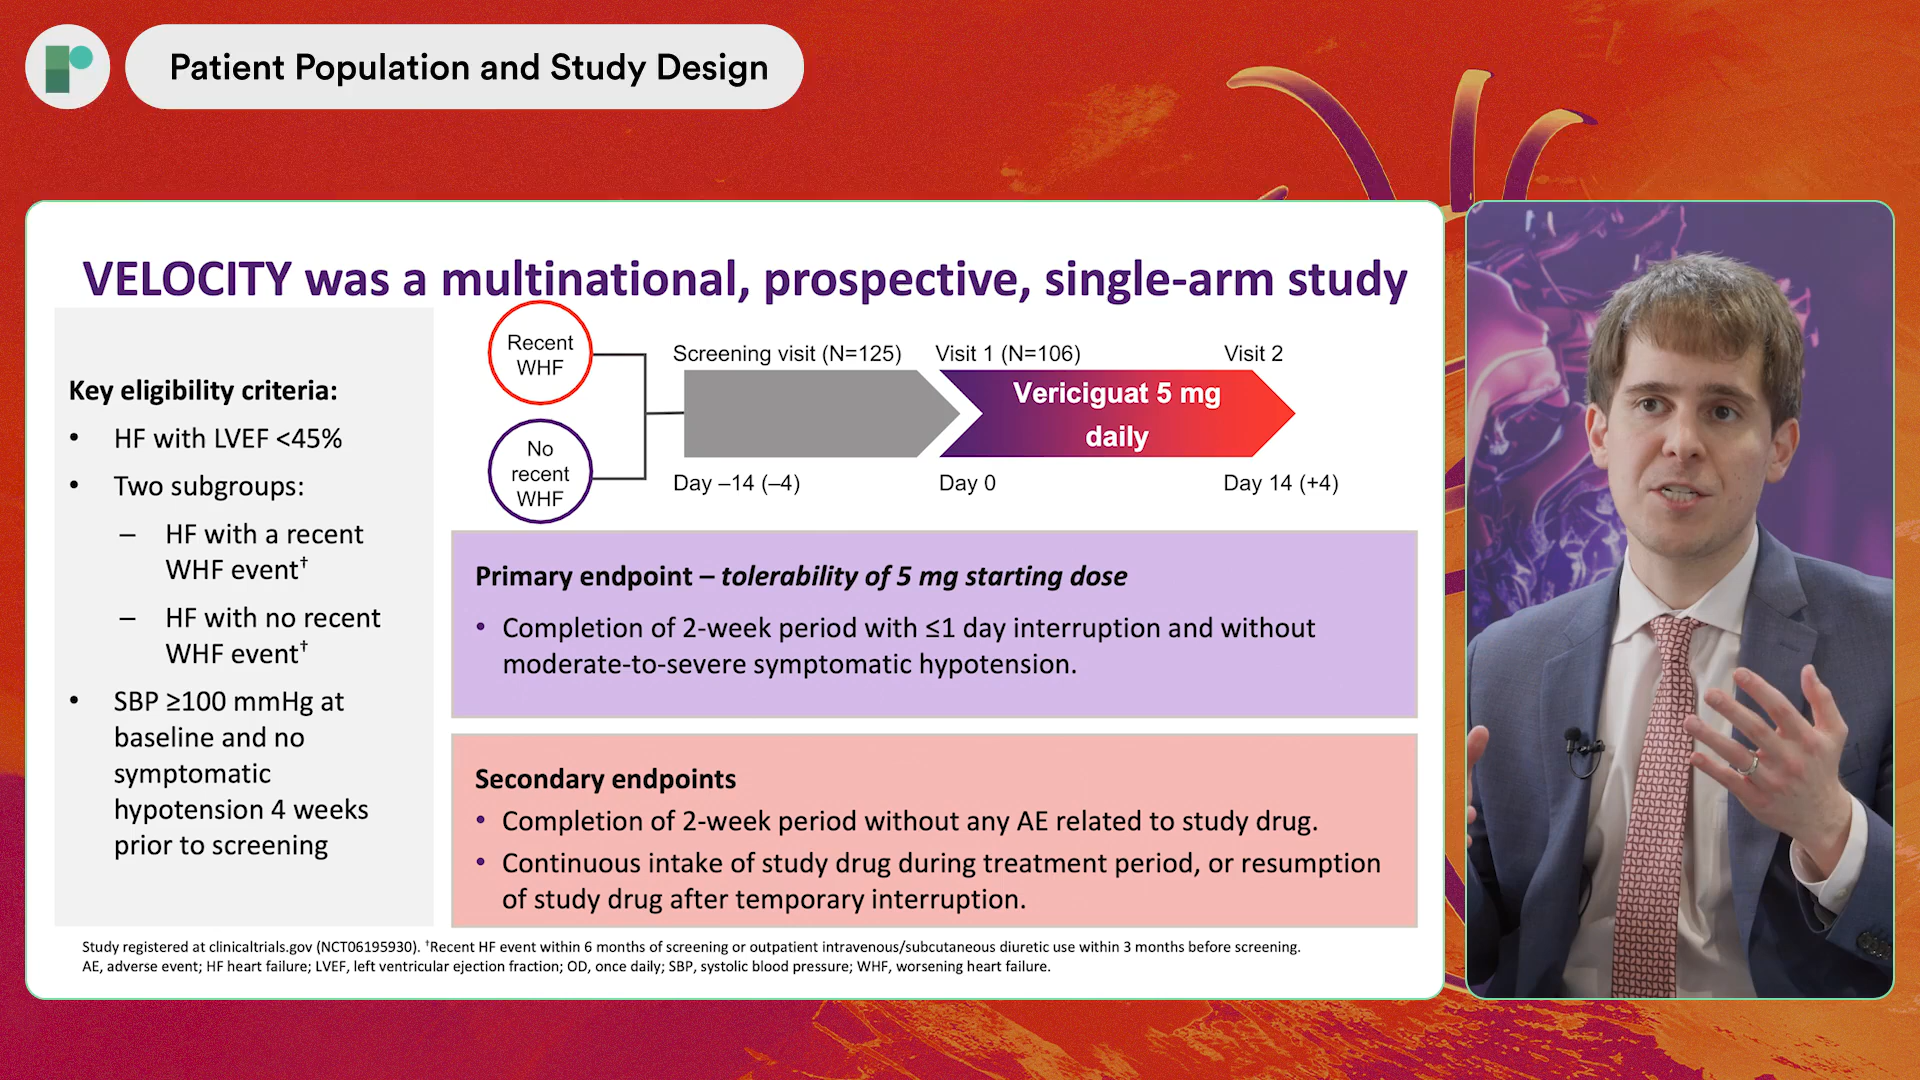 Patient Population and Study Design
VELOCITY was a multinational, prospective, single-arm study
Key eligibility criteria:
• HF with LVEF <45%
• Two subgroups:
– HF with a recent
WHF event†
– HF with no recent
WHF event†
• SBP ≥100 mmHg at
baseline and no
symptomatic
hypotension 4 weeks
prior to screening
Recent
WHF
No
recent
WHF
Screening visit (N=125)
Visit 1 (N=106)
Visit 2
Vericiguat 5 mg
daily
Day –14 (–4)
Day 0
Day 14 (+4)
Primary endpoint – tolerability of 5 mg starting dose
• Completion of 2-week period with ≤1 day interruption and without
moderate-to-severe symptomatic hypotension.
Secondary endpoints
• Completion of 2-week period without any AE related to study drug.
• Continuous intake of study drug during treatment period, or resumption
of study drug after temporary interruption.
Study registered at clinicaltrials.gov (NCT06195930). †Recent HF event within 6 months of screening or outpatient intravenous/subcutaneous diuretic use within 3 months before screening.
AE, adverse event; HF heart failure; LVEF, left ventricular ejection fraction; OD, once daily; SBP, systolic blood pressure; WHF, worsening heart failure.